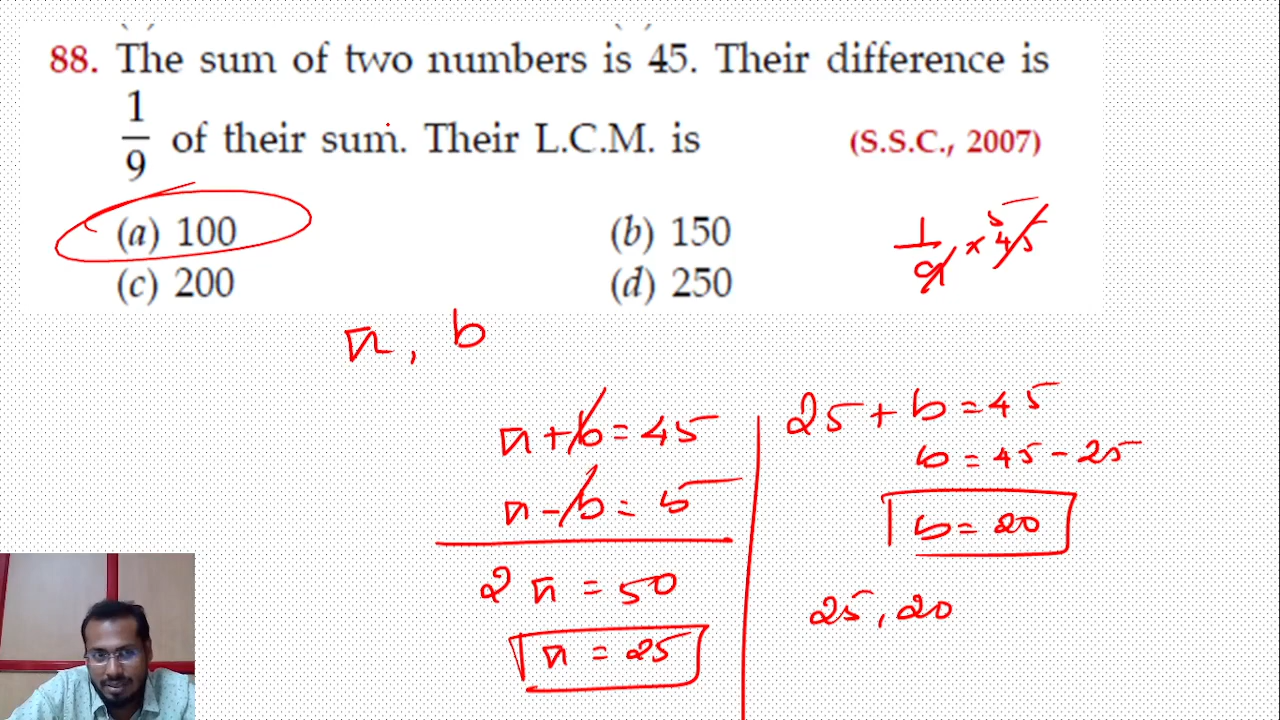 88. The sum of two numbers is 45. Their difference is
1/9 of their sum. Their L.C.M. is (S.S.C., 2007)
(a) 100 (b) 150
(c) 200 (d) 250
1/9 × 45 5
a, b
a + b = 45
a - b = 5
2a = 50
a = 25
25 + b = 45
b = 45 - 25
b = 20
25, 20